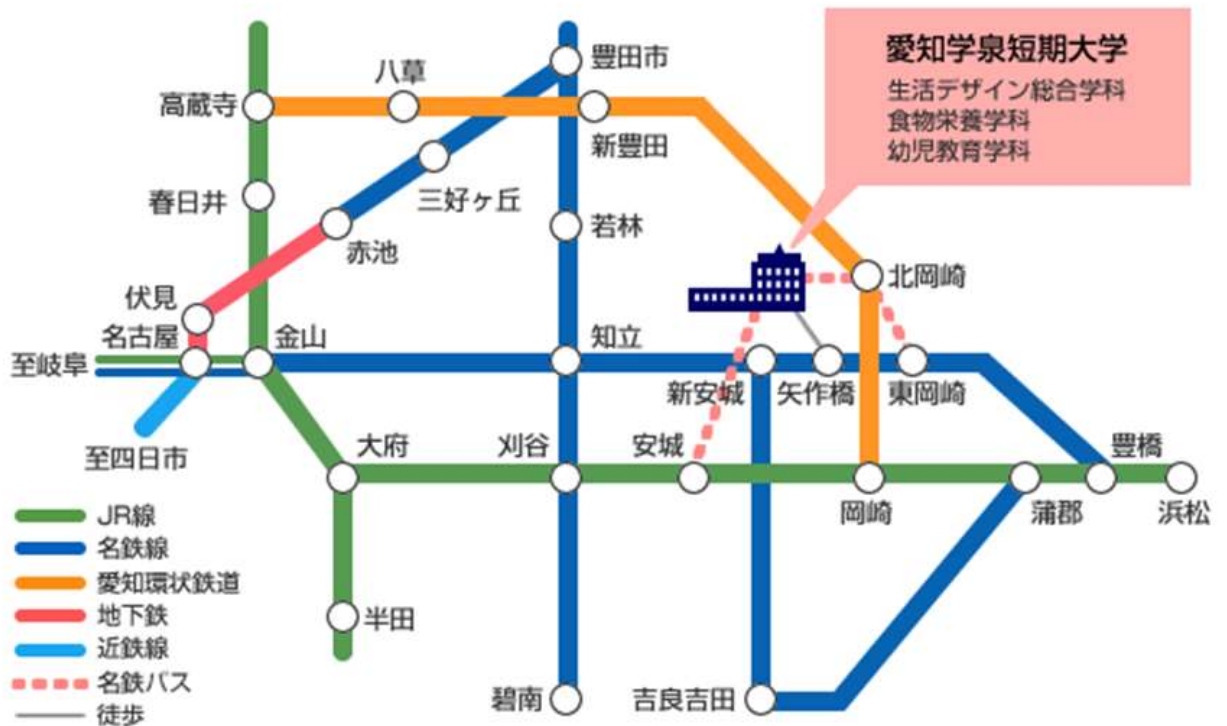 愛知学泉短期大学
生活デザイン総合学科
食物栄養学科
幼児教育学科
豊田市
八草
高蔵寺
新豊田
三好ヶ丘
春日井
若林
赤池
北岡崎
伏見
名古屋
金山
知立
至岐阜
新安城
矢作橋
東岡崎
至四日市
大府
刈谷
安城
豊橋
岡崎
蒲郡
浜松
JR線
名鉄線
愛知環状鉄道
地下鉄
半田
近鉄線
名鉄バス
碧南
吉良吉田
徒歩